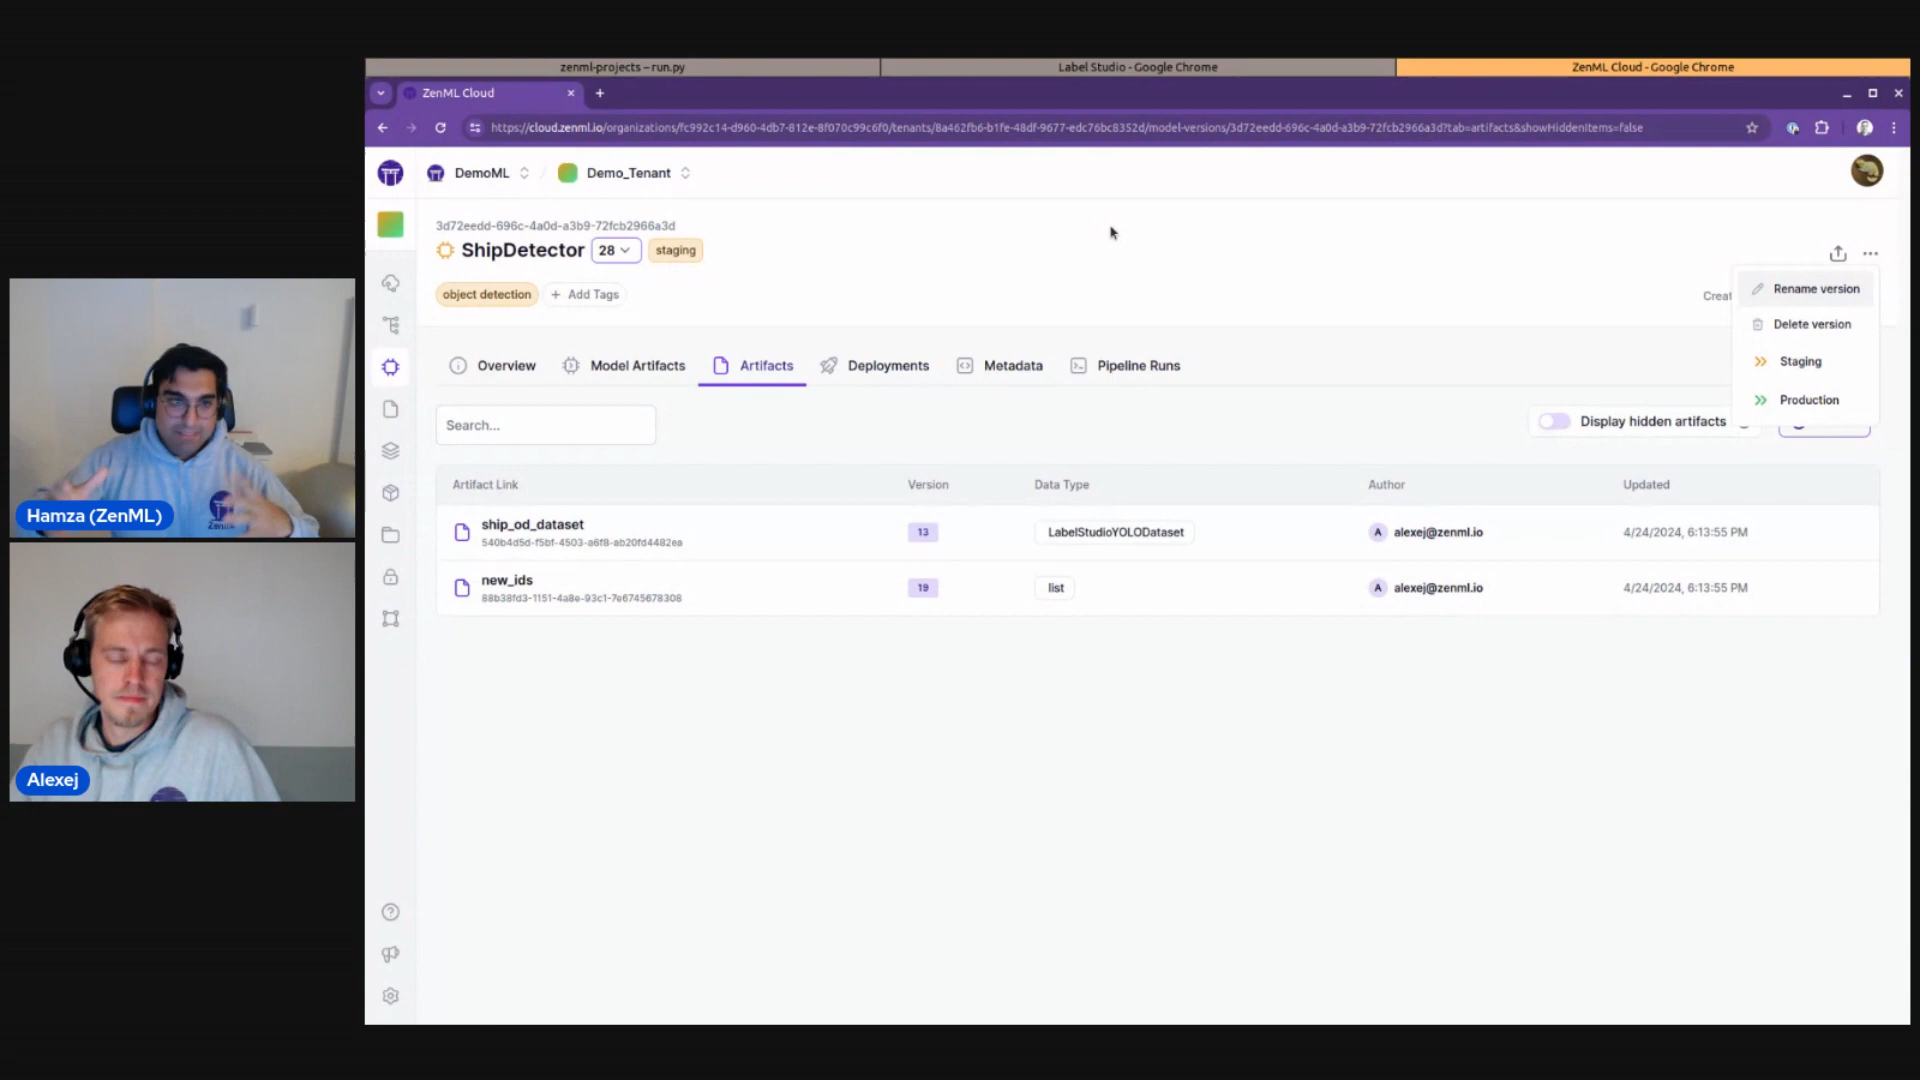 zenml-projects – run.py
Label Studio - Google Chrome
ZenML Cloud - Google Chrome
ZenML Cloud
https://cloud.zenml.io/organizations/fc992c14-d960-4db7-812e-8f070c99c6f0/tenants/8a462fb6-b1fe-48df-9677-edc76bc8352d/model-versions/3d72eedd-696c-4a0d-a3b9-72fcb2966a3d?tab=artifacts&showHiddenItems=false
DemoML / Demo_Tenant
3d72eedd-696c-4a0d-a3b9-72fcb2966a3d
ShipDetector 28 staging
object detection + Add Tags
Creat
Rename version
Delete version
Staging
Production
Overview Model Artifacts Artifacts Deployments Metadata Pipeline Runs
Search...
Display hidden artifacts
Artifact Link Version Data Type Author Updated
ship_od_dataset
540b4d5d-f5bf-4503-a6f8-ab20fd4482ea
13 LabelStudioYOLODataset A alexej@zenml.io 4/24/2024, 6:13:55 PM
new_ids
88b38fd3-1151-4a8e-93c1-7e6745678308
19 list A alexej@zenml.io 4/24/2024, 6:13:55 PM
Hamza (ZenML)
Alexej